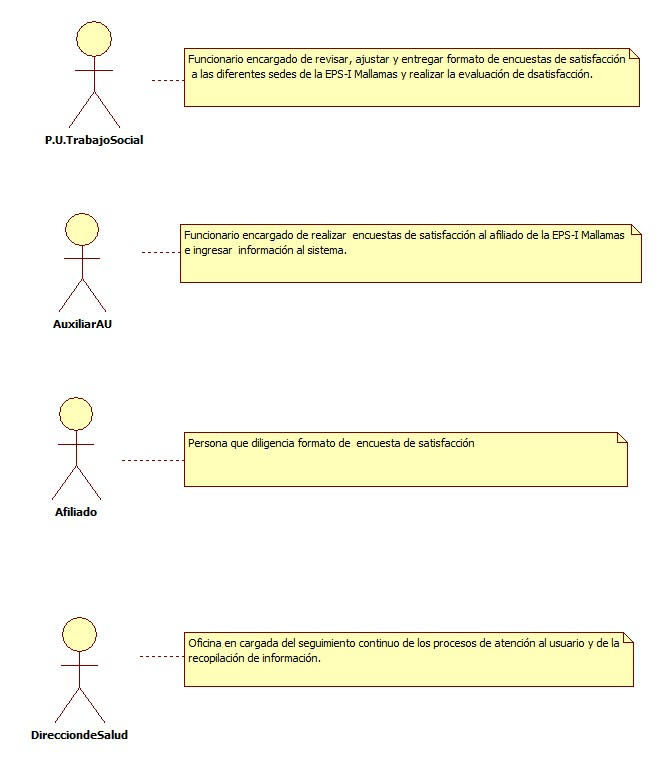 Funcionario encargado de revisar, ajustar y entregar formato de encuestas de satisfacción
a las diferentes sedes de la EPS-I Mallamas y realizar la evaluación de dsatisfacción.
P.U.TrabajoSocial
Funcionario encargado de realizar encuestas de satisfacción al afiliado de la EPS-I Mallamas
e ingresar información al sistema.
AuxiliarAU
Persona que diligencia formato de encuesta de satisfacción
Afiliado
Oficina en cargada del seguimiento continuo de los procesos de atención al usuario y de la
recopilación de información.
DirecciondeSalud